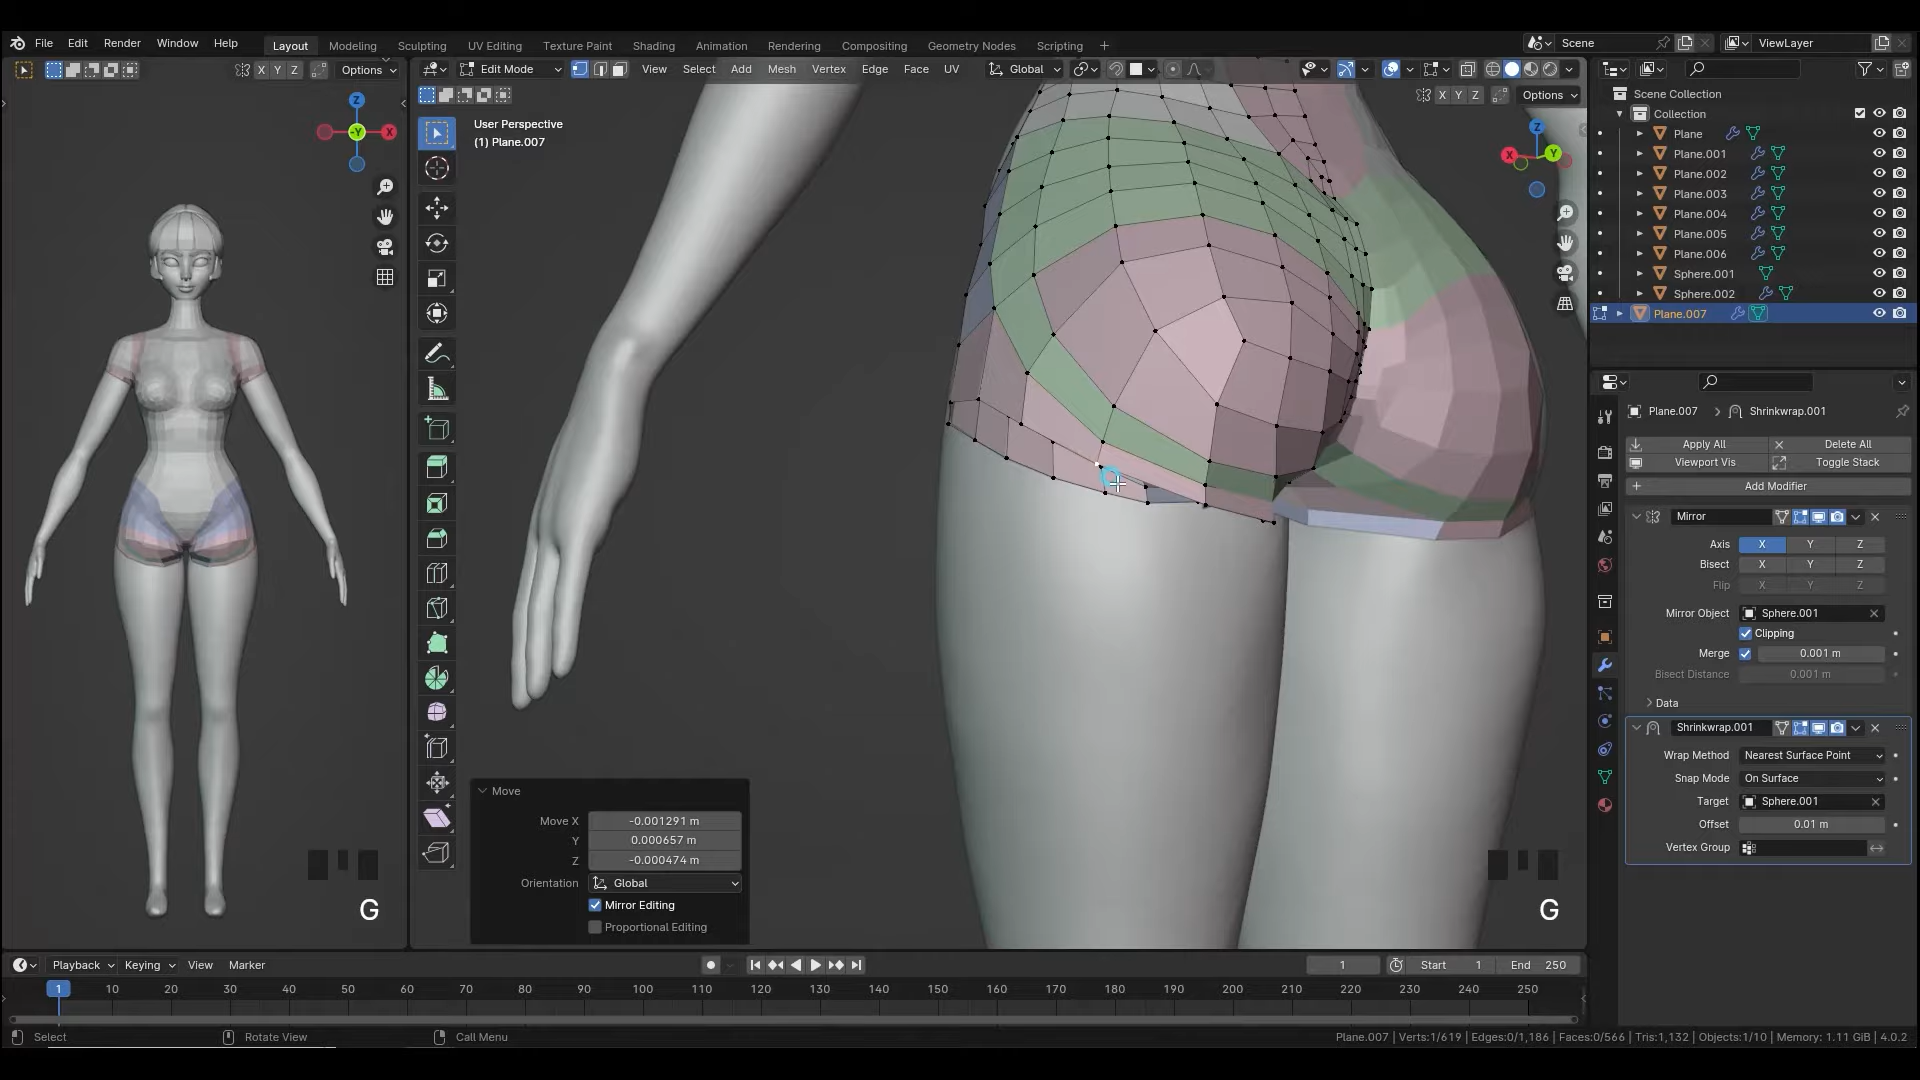 File Edit Render Window Help Layout Modeling Sculpting UV Editing Texture Paint Shading Animation Rendering Compositing Geometry Nodes Scripting + Scene ViewLayer
X Y Z Options Edit Mode View Select Add Mesh Vertex Edge Face UV Global
X Y Z Options
Scene Collection
Collection
Plane
Plane.001
Plane.002
Plane.003
Plane.004
Plane.005
Plane.006
Sphere.001
Sphere.002
Plane.007
User Perspective
(1) Plane.007
Z
-Y X
Z
X Y
Plane.007 > Shrinkwrap.001
Apply All Delete All
Viewport Vis Toggle Stack
+ Add Modifier
Mirror
Axis X Y Z
Bisect X Y Z
Flip X Y Z
Mirror Object Sphere.001
Clipping
Merge 0.001 m
Bisect Distance 0.001 m
> Data
Shrinkwrap.001
Wrap Method Nearest Surface Point
Snap Mode On Surface
Target Sphere.001
Offset 0.01 m
Vertex Group
Move
Move X -0.001291 m
Y 0.000657 m
Z -0.000474 m
Orientation Global
Mirror Editing
Proportional Editing
G
G
Playback Keying View Marker 1 Start 1 End 250
1 10 20 30 40 50 60 70 80 90 100 110 120 130 140 150 160 170 180 190 200 210 220 230 240 250
Select Rotate View Call Menu Plane.007 | Verts:1/619 | Edges:0/1,186 | Faces:0/566 | Tris:1,132 | Objects:1/10 | Memory: 1.11 GiB | 4.0.2